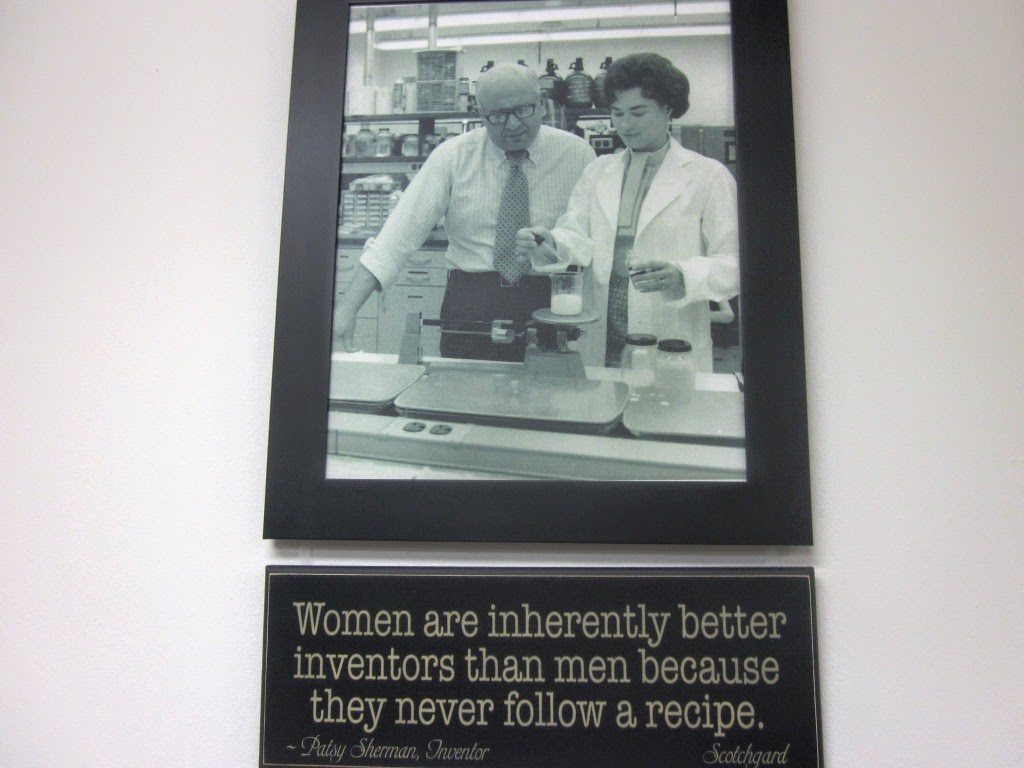 Women are inherently better
inventors than men because
they never follow a recipe.
~ Patsy Sherman, Inventor Scotchgard